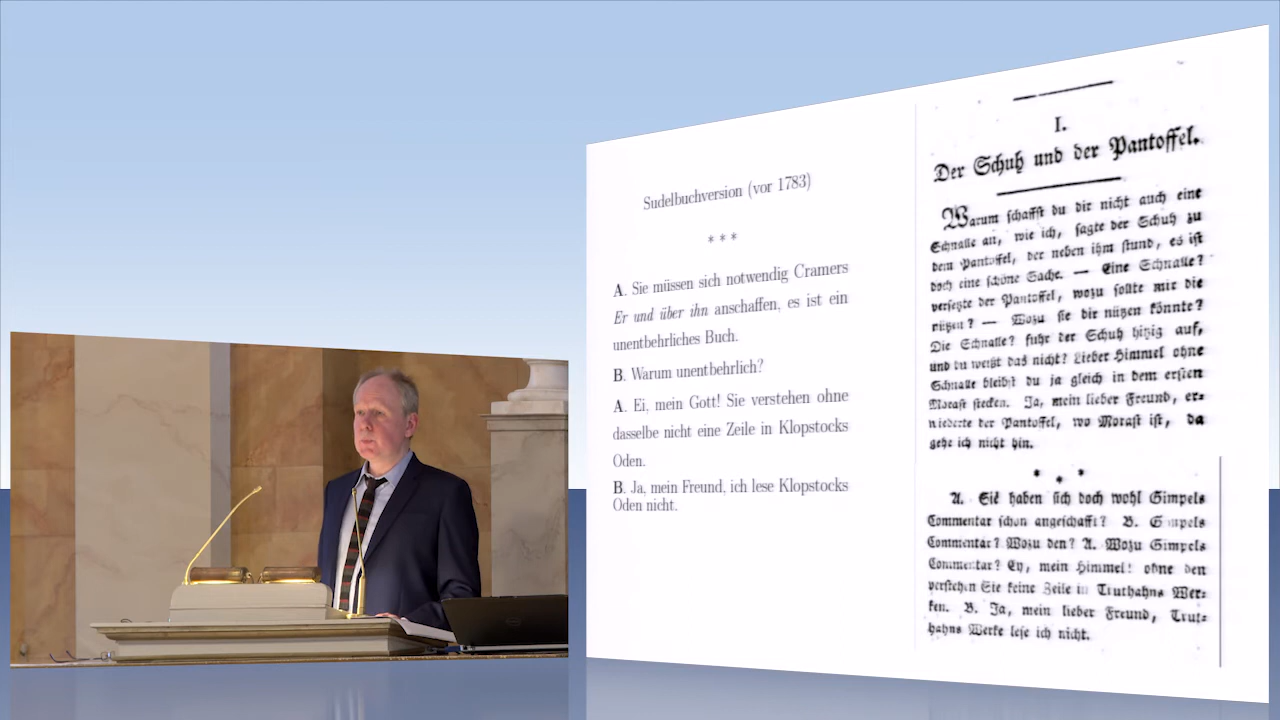 Sudelbuchversion (vor 1783)
* * *
A. Sie müssen sich notwendig Cramers
Er und über ihn anschaffen, es ist ein
unentbehrliches Buch.
B. Warum unentbehrlich?
A. Ei, mein Gott! Sie verstehen ohne
dasselbe nicht eine Zeile in Klopstocks
Oden.
B. Ja, mein Freund, ich lese Klopstocks
Oden nicht.
I.
Der Schuh und der Pantoffel.
Warum schaffst du dir nicht auch eine
Schnalle an, wie ich, sagte der Schuh zu
dem Pantoffel, der neben ihm stund, es ist
doch eine schöne Sache. — Eine Schnalle?
versetzte der Pantoffel, wozu sollte mir die
nützen? — Wozu sie dir nützen könnte?
Die Schnalle? fuhr der Schuh hitzig auf,
und du weißt das nicht? Lieber Himmel ohne
Schnalle bleibst du ja gleich in dem ersten
Morast stecken. Ja, mein lieber Freund, er-
niederte der Pantoffel, wo Morast ist, da
gehe ich nicht hin.
* * *
A. Sie haben sich doch wohl Gimpels
Commentar schon angeschafft? B. Gimpels
Commentar? Wozu den? A. Wozu Gimpels
Commentar? Ey, mein Himmel! ohne den
verstehen Sie keine Zeile in Truthahns Wer-
ken. B. Ja, mein lieber Freund, Trut-
hahns Werke lese ich nicht.